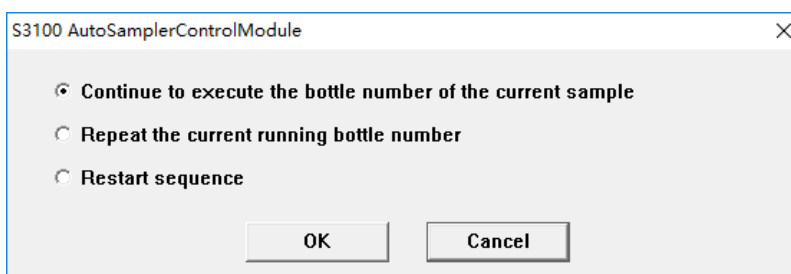 S3100 AutoSamplerControlModule
Continue to execute the bottle number of the current sample
Repeat the current running bottle number
Restart sequence
OK
Cancel